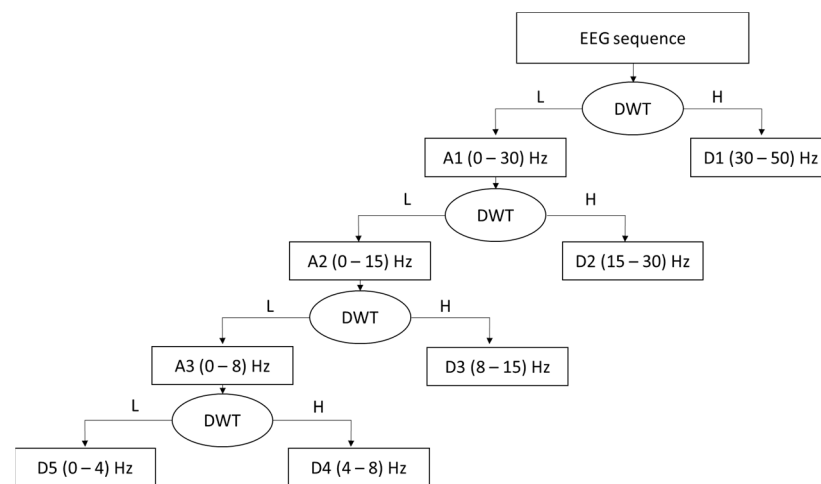 EEG sequence
L
DWT
H
A1 (0 – 30) Hz
D1 (30 – 50) Hz
L
DWT
H
A2 (0 – 15) Hz
D2 (15 – 30) Hz
L
DWT
H
A3 (0 – 8) Hz
D3 (8 – 15) Hz
L
DWT
H
D5 (0 – 4) Hz
D4 (4 – 8) Hz